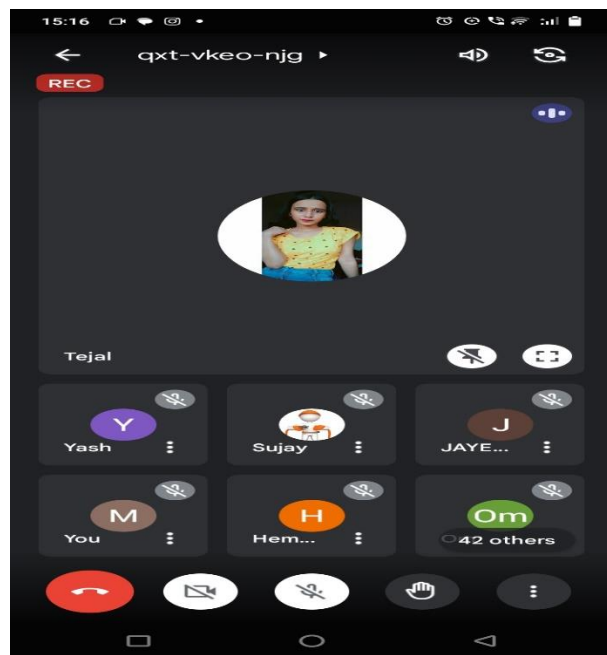 15:16
qxt-vkeo-njg
REC
Tejal
Y
Yash
Sujay
J
JAYE...
M
You
H
Hem...
Om
42 others